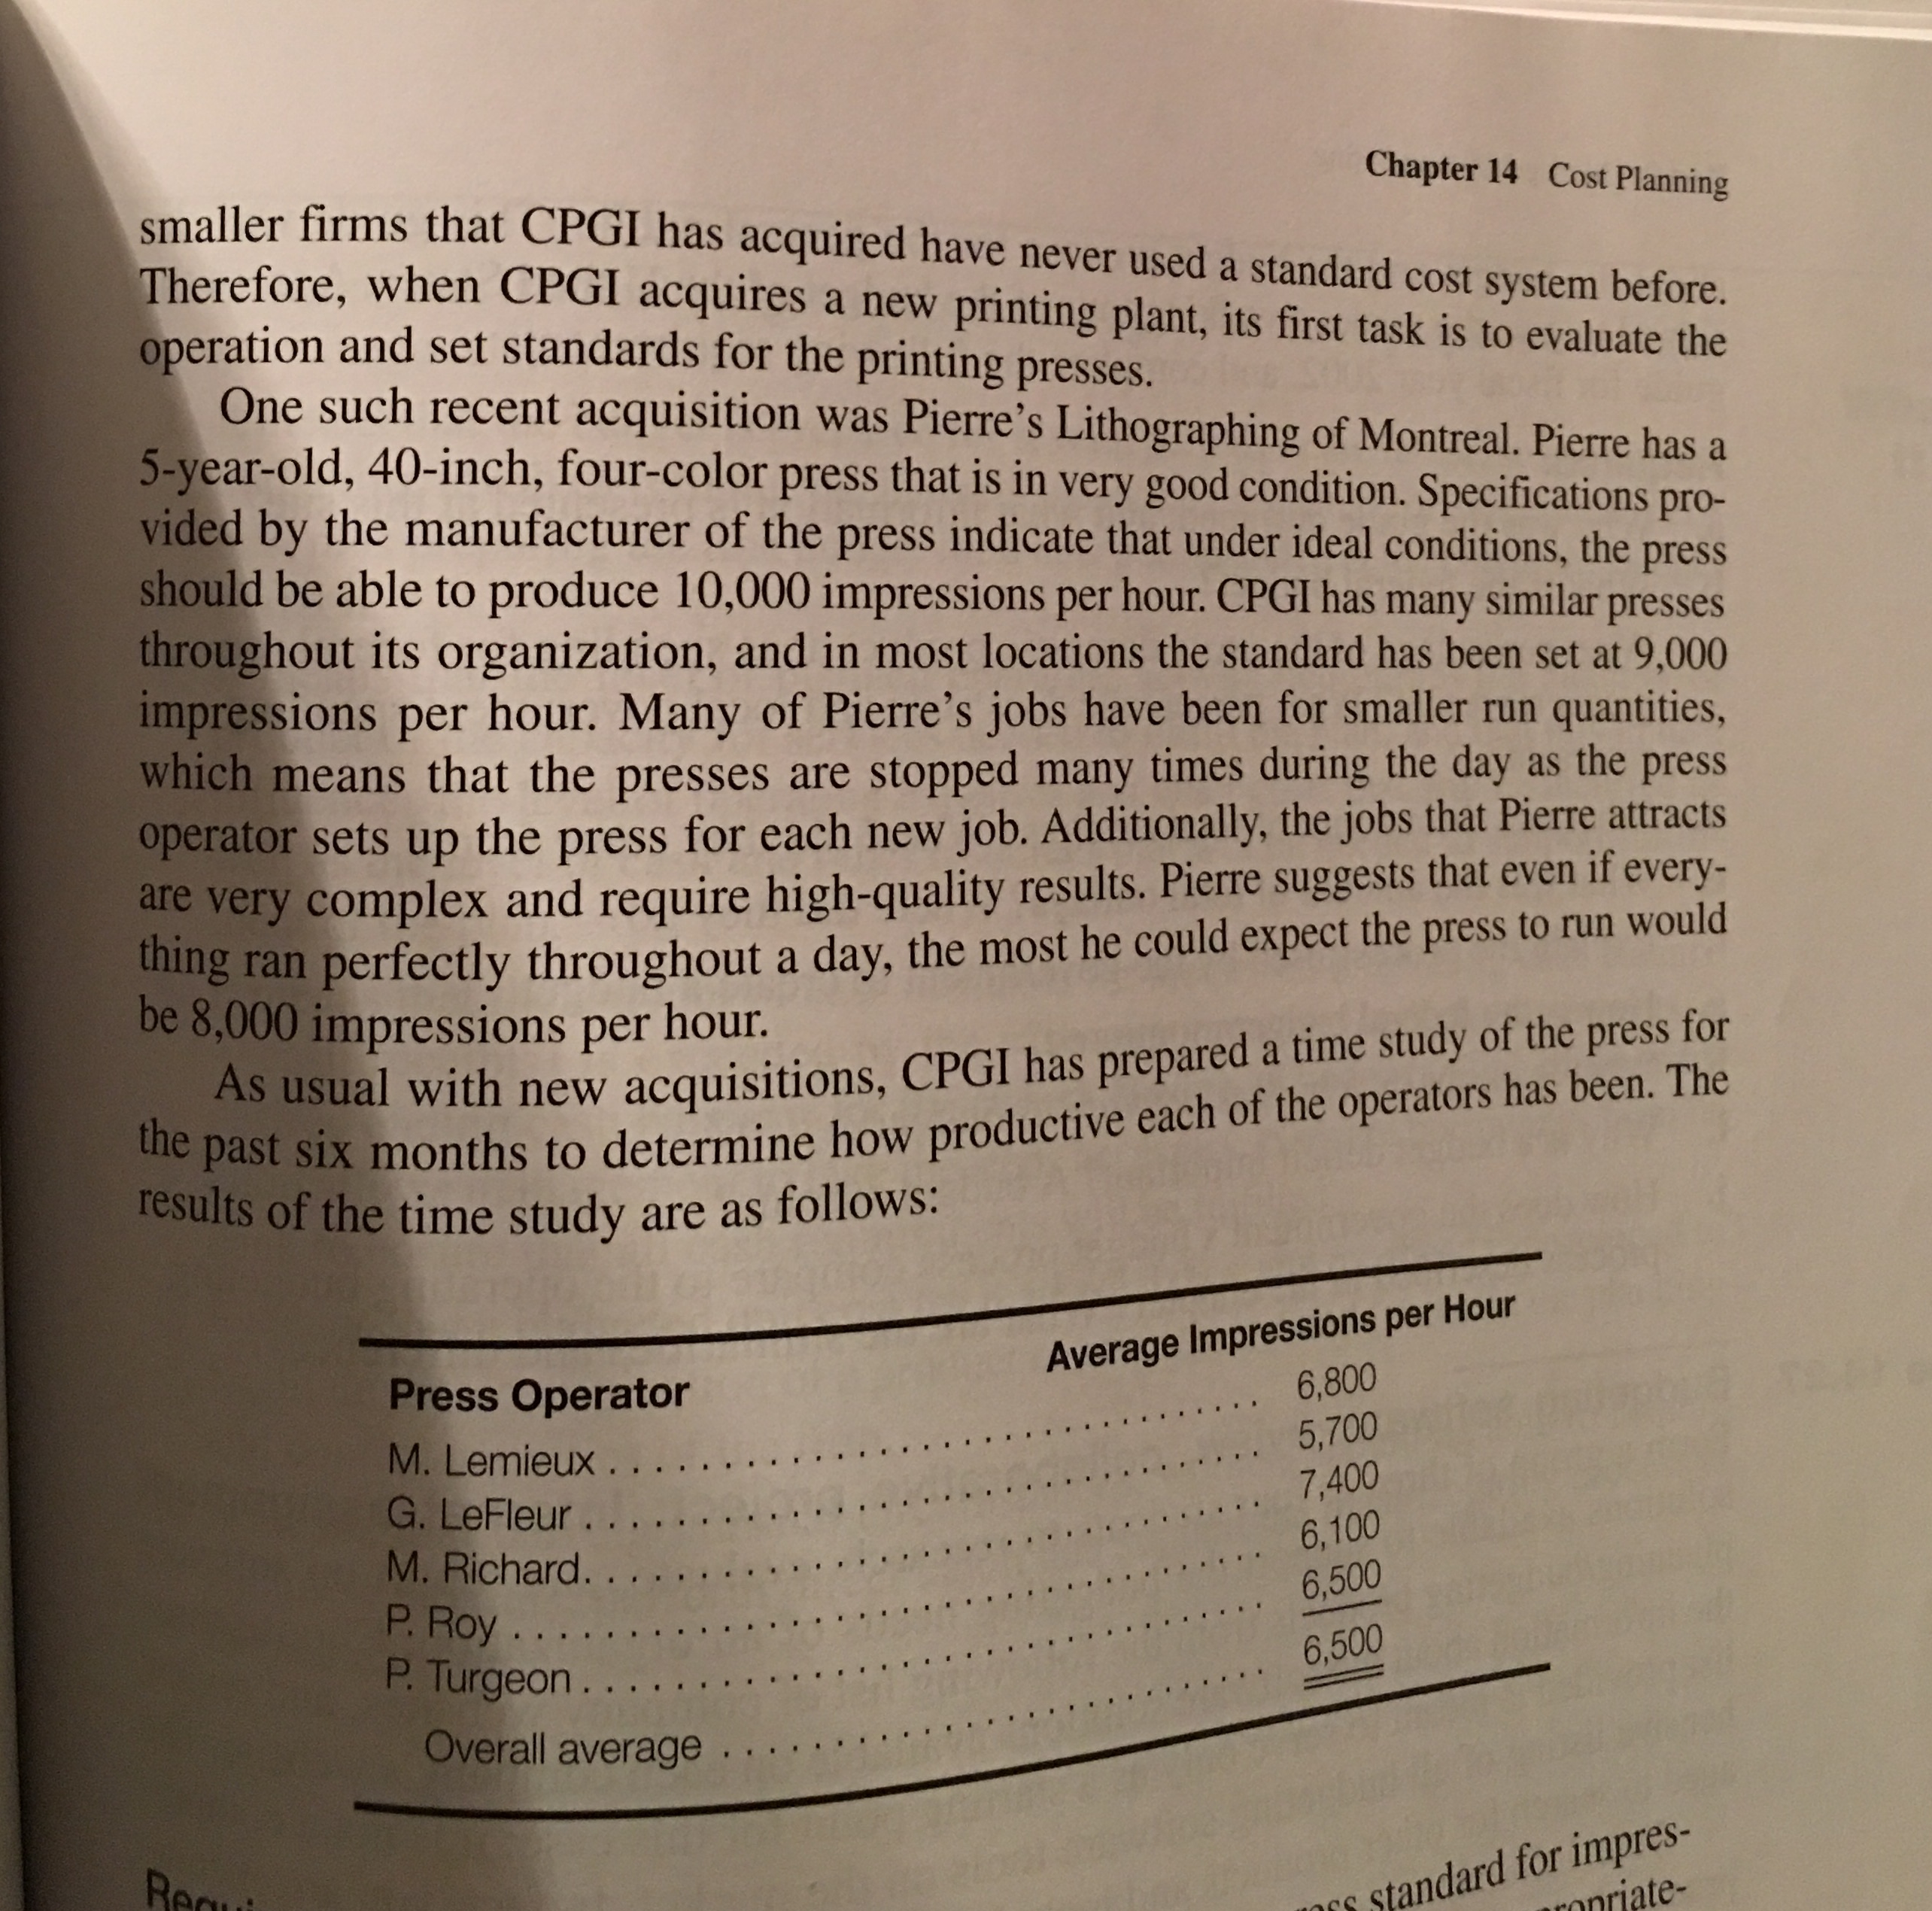 Chapter 14 Cost Planning
smaller firms that CPGI has acquired have never used a standard cost system before.
Therefore, when CPGI acquires a new printing plant, its first task is to evaluate the
operation and set standards for the printing presses.
One such recent acquisition was Pierre's Lithographing of Montreal. Pierre has a
5-year-old, 40-inch, four-color press that is in very good condition. Specifications pro-
vided by the manufacturer of the press indicate that under ideal conditions, the press
should be able to produce 10,000 impressions per hour. CPGI has many similar presses
throughout its organization, and in most locations the standard has been set at 9,000
impressions per hour. Many of Pierre's jobs have been for smaller run quantities,
which means that the presses are stopped many times during the day as the press
operator sets up the press for each new job. Additionally, the jobs that Pierre attracts
are very complex and require high-quality results. Pierre suggests that even if every-
thing ran perfectly throughout a day, the most he could expect the press to run would
be 8,000 impressions per hour.
As usual with new acquisitions, CPGI has prepared a time study of the press for
the past six months to determine how productive each of the operators has been. The
results of the time study are as follows:
Press Operator Average Impressions per Hour
M. Lemieux 6,800
G. LeFleur 5,700
M. Richard 7,400
P. Roy 6,100
P. Turgeon 6,500
Overall average 6,500
standard for impres-